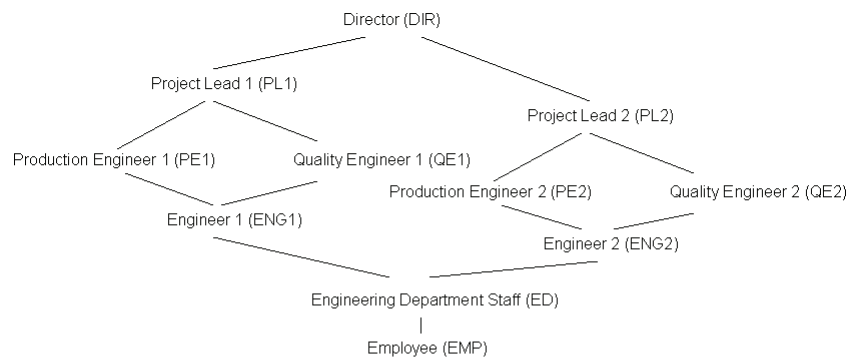 Director (DIR)
Project Lead 1 (PL1)
Project Lead 2 (PL2)
Production Engineer 1 (PE1)
Quality Engineer 1 (QE1)
Production Engineer 2 (PE2)
Quality Engineer 2 (QE2)
Engineer 1 (ENG1)
Engineer 2 (ENG2)
Engineering Department Staff (ED)
Employee (EMP)